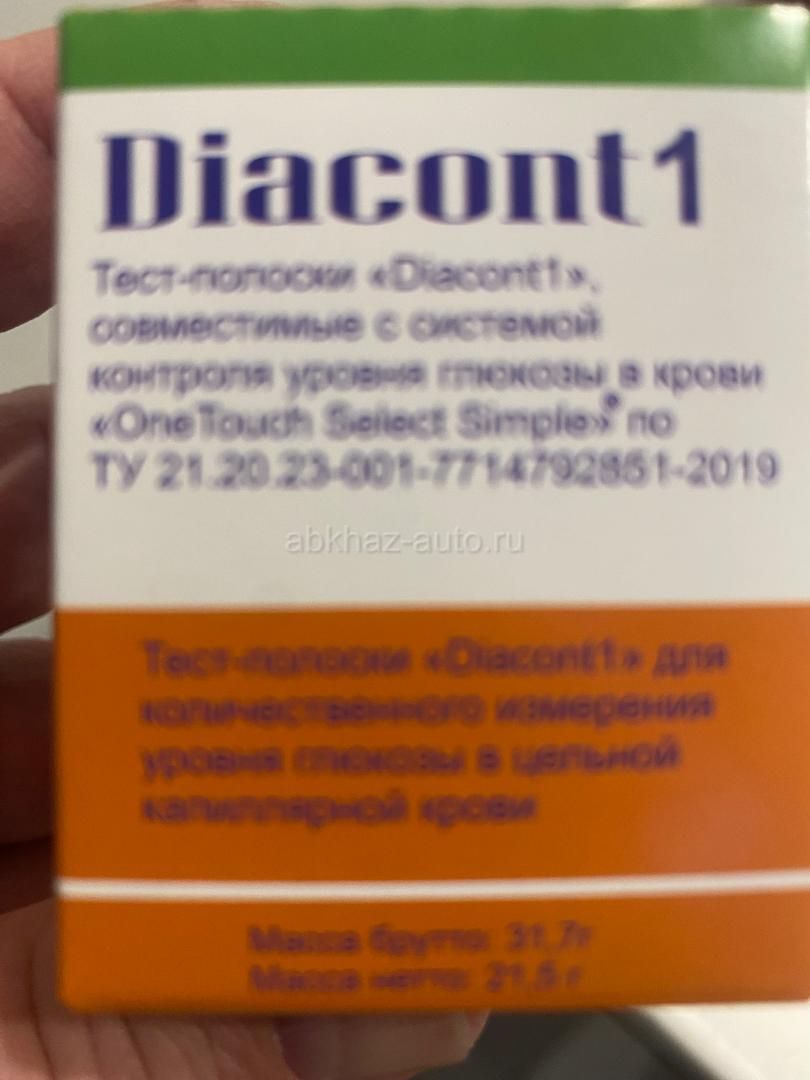 Diacont1
Тест-полоски «Diacont1»,
совместимые с системой
контроля уровня глюкозы в крови
«OneTouch Select Simple»® по
ТУ 21.20.23-001-7714792851-2019
abkhaz-auto.ru
Тест-полоски «Diacont1» для
количественного измерения
уровня глюкозы в цельной
капиллярной крови
Масса брутто: 31,7г
Масса нетто: 21,5 г